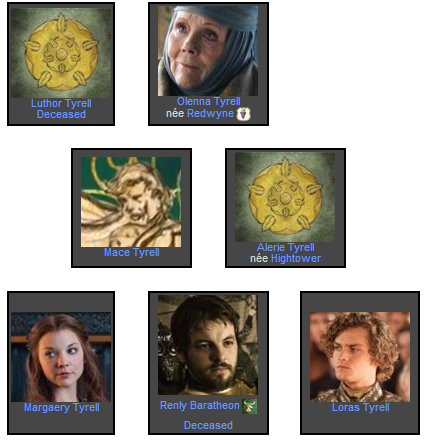 Luthor Tyrell
Deceased
Olenna Tyrell
née Redwyne
Mace Tyrell
Alerie Tyrell
née Hightower
Margaery Tyrell
Renly Baratheon
Deceased
Loras Tyrell